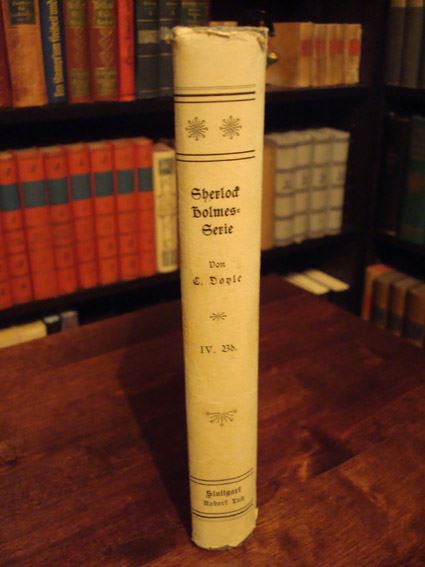 Sherlock
Holmes-
Serie
Von
C. Doyle
IV. Bd.
Stuttgart
Robert Lutz